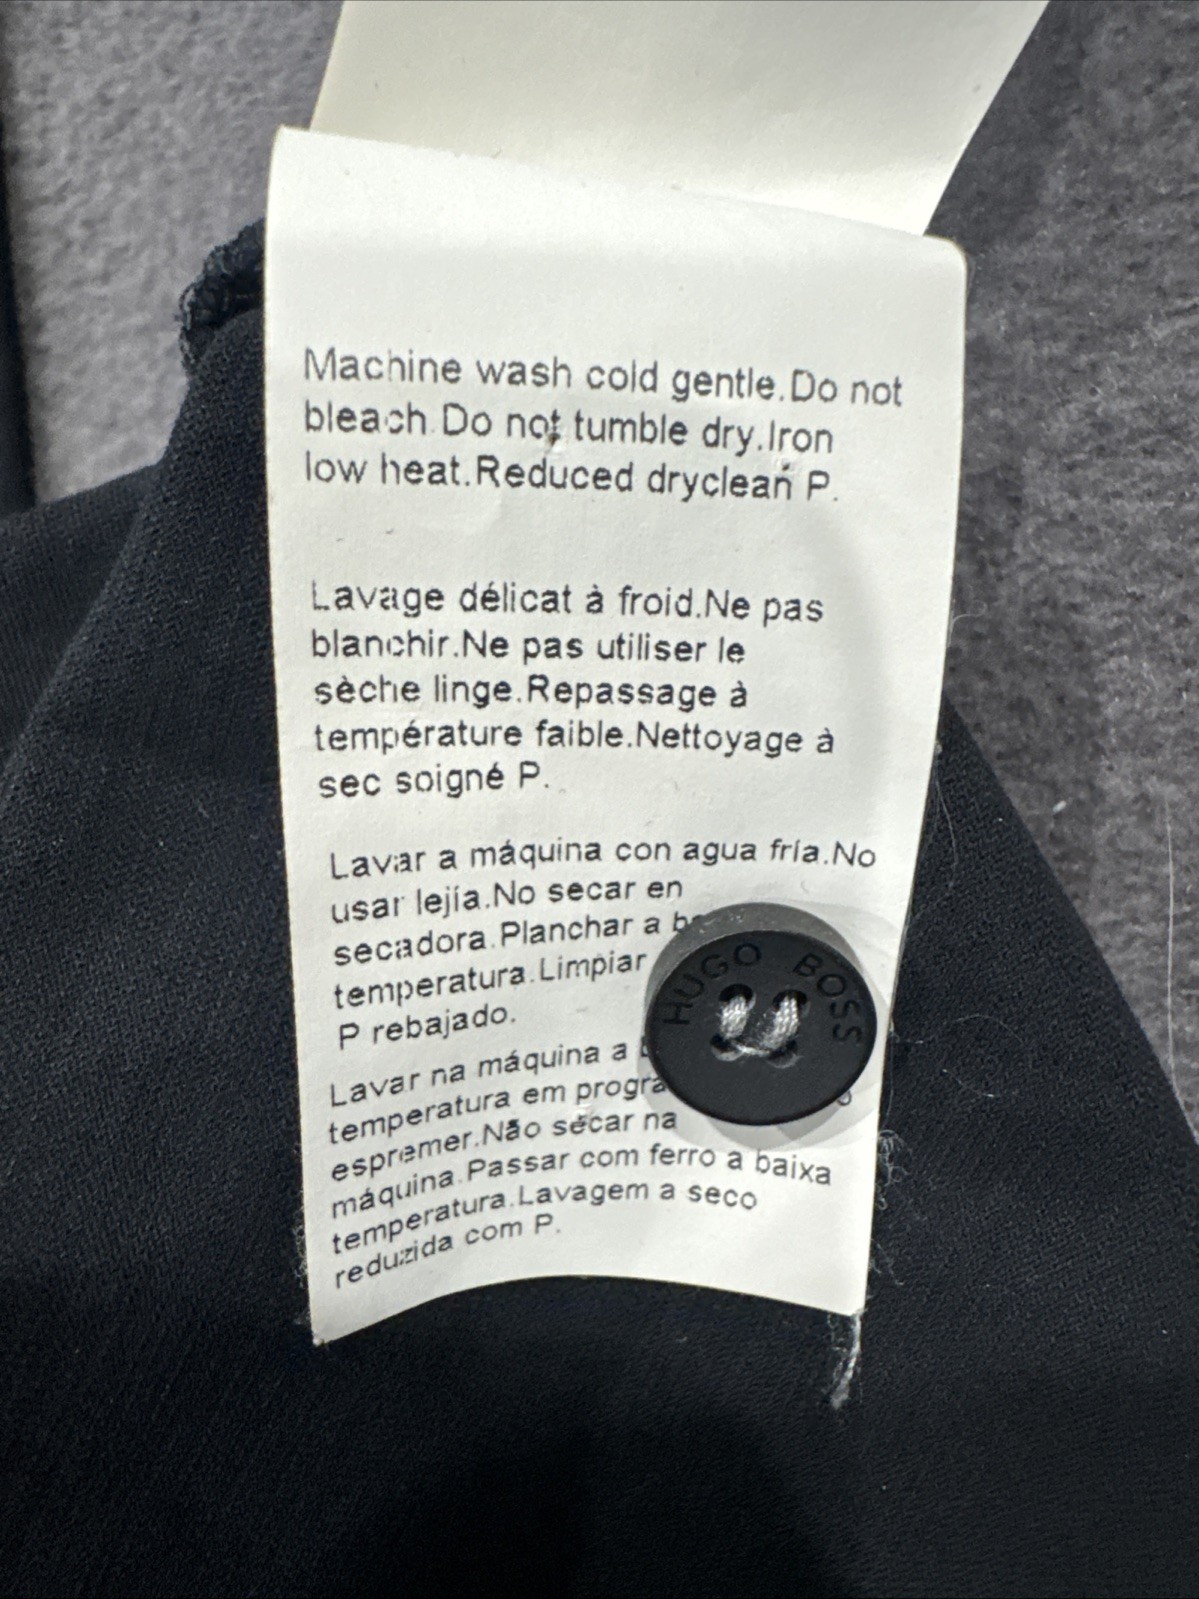 Machine wash cold gentle.Do not
bleach.Do not tumble dry.Iron
low heat.Reduced dryclean P.
Lavage délicat à froid.Ne pas
blanchir.Ne pas utiliser le
sèche linge.Repassage à
température faible.Nettoyage à
sec soigné P.
Lavar a máquina con agua fría.No
usar lejía.No secar en
secadora.Planchar a
temperatura.Limpiar
P rebajado.
Lavar na máquina a
temperatura em
espremer.Não secar na
máquina.Passar com ferro a baixa
temperatura.Lavagem a seco
reduzida com P.
HUGO BOSS